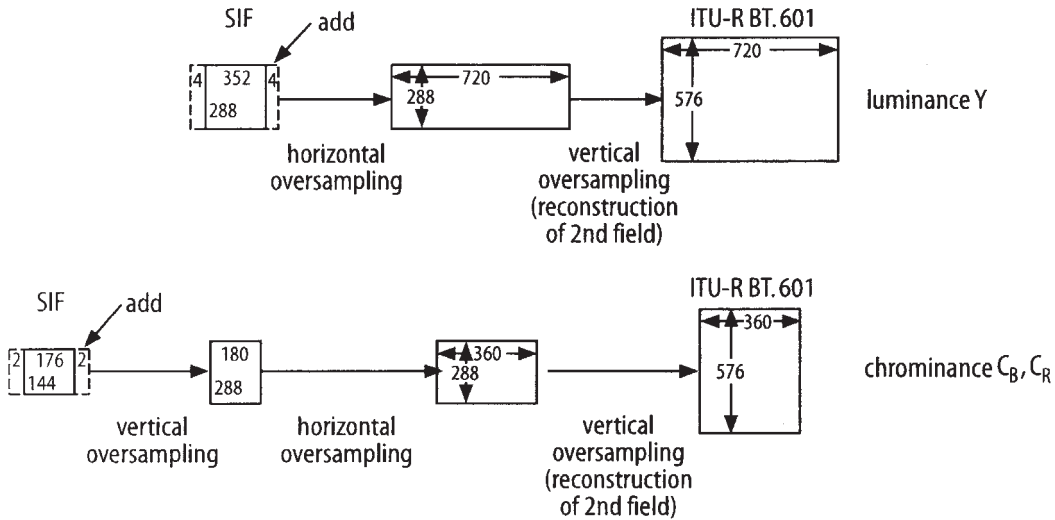 SIF
add
ITU-R BT. 601
4 352 4
288
720
288
720
576
luminance Y
horizontal
oversampling
vertical
oversampling
(reconstruction
of 2nd field)
SIF
add
ITU-R BT. 601
2 176 2
144
180
288
360
288
360
576
chrominance C_B, C_R
vertical
oversampling
horizontal
oversampling
vertical
oversampling
(reconstruction
of 2nd field)